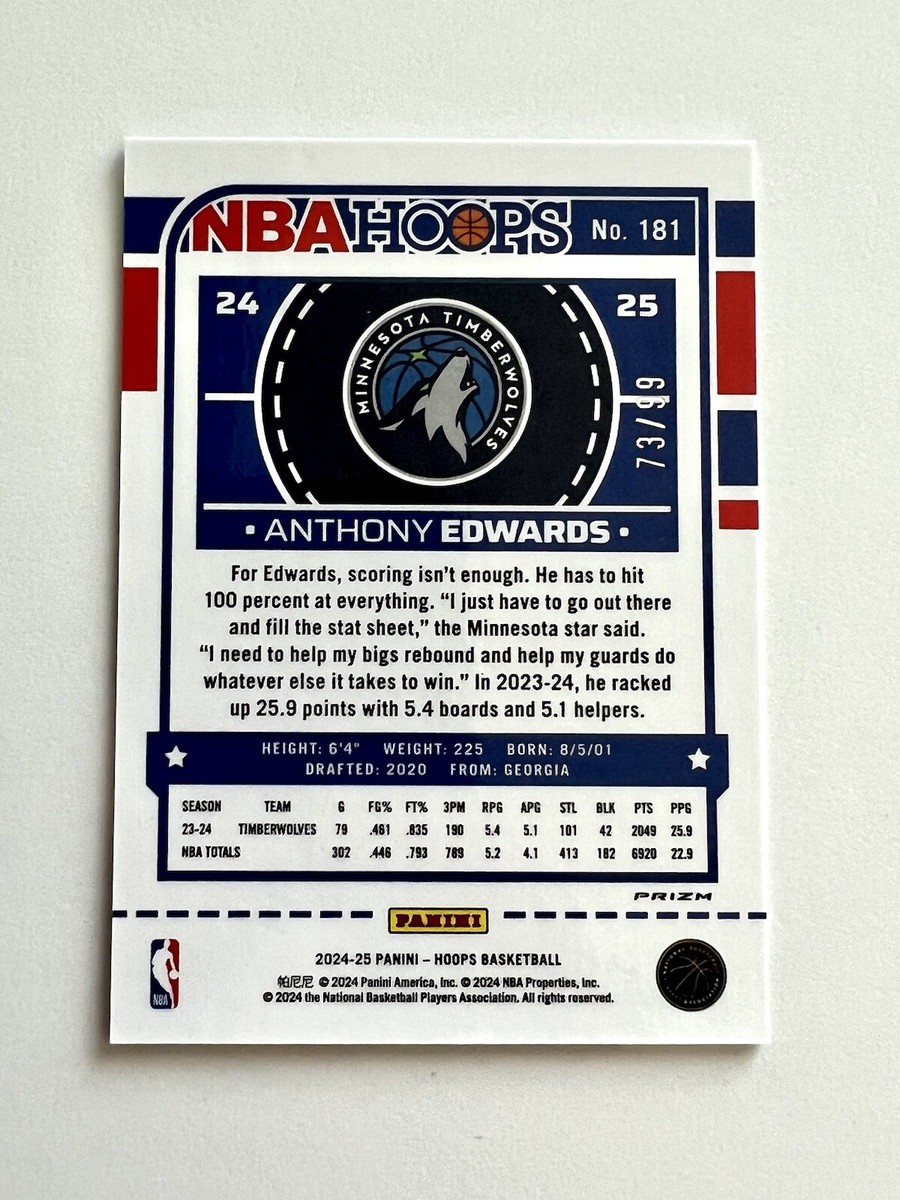 NBA HOOPS No. 181
24 25
MINNESOTA TIMBERWOLVES
73/99
• ANTHONY EDWARDS •
For Edwards, scoring isn't enough. He has to hit
100 percent at everything. “I just have to go out there
and fill the stat sheet,” the Minnesota star said.
“I need to help my bigs rebound and help my guards do
whatever else it takes to win.” In 2023-24, he racked
up 25.9 points with 5.4 boards and 5.1 helpers.
HEIGHT: 6'4" WEIGHT: 225 BORN: 8/5/01
DRAFTED: 2020 FROM: GEORGIA
SEASON TEAM G FG% FT% 3PM RPG APG STL BLK PTS PPG
23-24 TIMBERWOLVES 79 .461 .835 190 5.4 5.1 101 42 2049 25.9
NBA TOTALS 302 .446 .793 789 5.2 4.1 413 182 6920 22.9
PRIZM
PANINI
2024-25 PANINI – HOOPS BASKETBALL
帕尼尼 © 2024 Panini America, Inc. © 2024 NBA Properties, Inc.
© 2024 the National Basketball Players Association. All rights reserved.
NBA